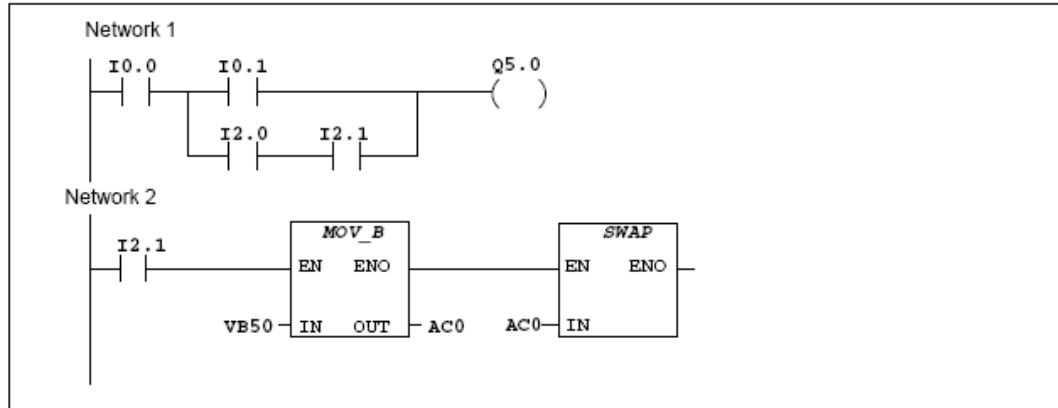 Network 1
I0.0 I0.1 Q5.0
I2.0 I2.1
Network 2
MOV_B SWAP
I2.1
EN ENO EN ENO
VB50 IN OUT AC0 AC0 IN